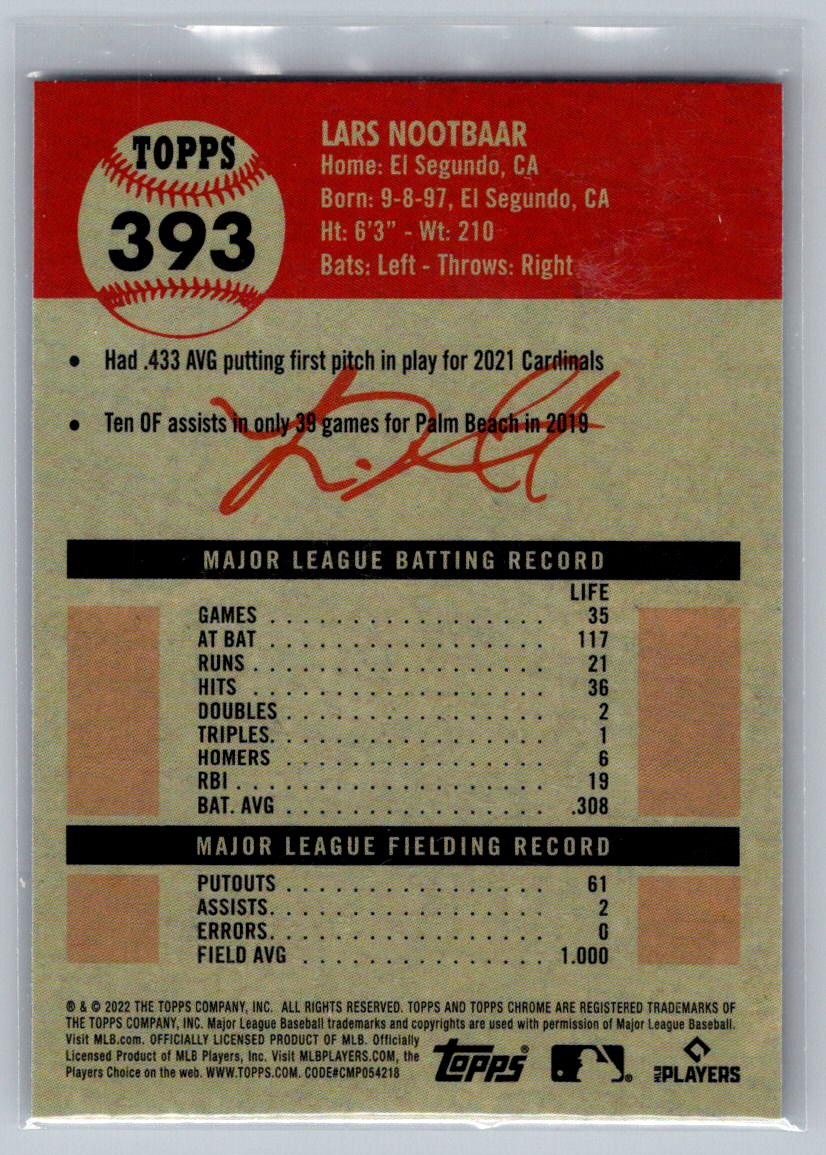 TOPPS
393
LARS NOOTBAAR
Home: El Segundo, CA
Born: 9-8-97, El Segundo, CA
Ht: 6'3" - Wt: 210
Bats: Left - Throws: Right
• Had .433 AVG putting first pitch in play for 2021 Cardinals
• Ten OF assists in only 39 games for Palm Beach in 2019
MAJOR LEAGUE BATTING RECORD
LIFE
GAMES . . . . . . . . . . . . . . . . . 35
AT BAT . . . . . . . . . . . . . . . . . 117
RUNS . . . . . . . . . . . . . . . . . . 21
HITS . . . . . . . . . . . . . . . . . . 36
DOUBLES . . . . . . . . . . . . . . . . 2
TRIPLES. . . . . . . . . . . . . . . . . 1
HOMERS . . . . . . . . . . . . . . . . 6
RBI . . . . . . . . . . . . . . . . . . . 19
BAT. AVG . . . . . . . . . . . . . . . . .308
MAJOR LEAGUE FIELDING RECORD
PUTOUTS . . . . . . . . . . . . . . . . 61
ASSISTS. . . . . . . . . . . . . . . . . 2
ERRORS. . . . . . . . . . . . . . . . . 0
FIELD AVG . . . . . . . . . . . . . . . 1.000
® & © 2022 THE TOPPS COMPANY, INC. ALL RIGHTS RESERVED. TOPPS AND TOPPS CHROME ARE REGISTERED TRADEMARKS OF
THE TOPPS COMPANY, INC. Major League Baseball trademarks and copyrights are used with permission of Major League Baseball.
Visit MLB.com. OFFICIALLY LICENSED PRODUCT OF MLB. Officially
Licensed Product of MLB Players, Inc. Visit MLBPLAYERS.COM, the
Players Choice on the web. WWW.TOPPS.COM. CODE#CMP054218
Topps®
®
MLB PLAYERS